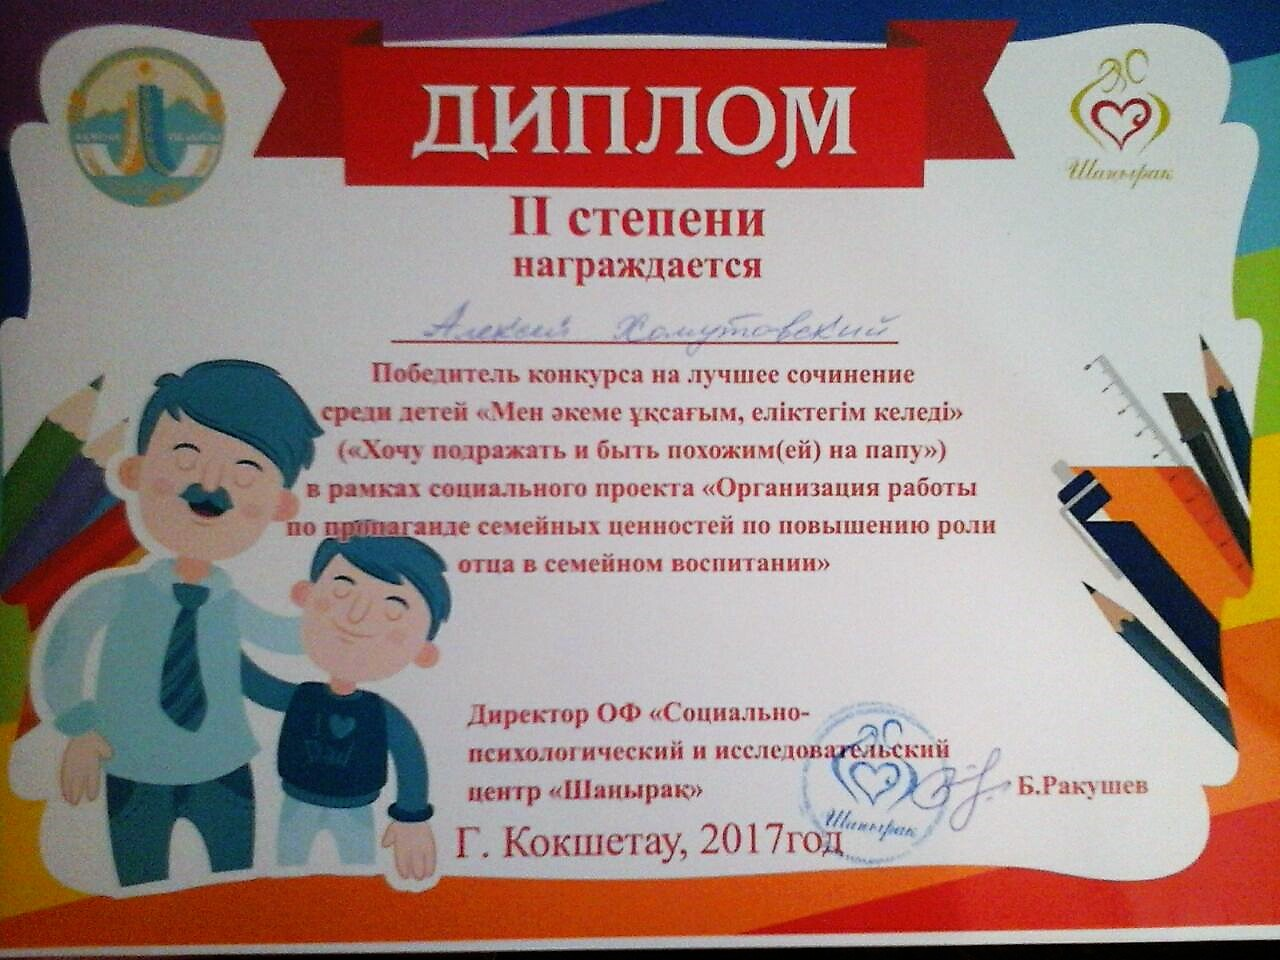 ДИПЛОМ
Шаңырақ
II степени
награждается
Алексей Хомутовский
Победитель конкурса на лучшее сочинение
среди детей «Мен әкеме ұқсағым, еліктегім келеді»
(«Хочу подражать и быть похожим(ей) на папу»)
в рамках социального проекта «Организация работы
по пропаганде семейных ценностей по повышению роли
отца в семейном воспитании»
Директор ОФ «Социально-
психологический и исследовательский
центр «Шаңырақ»
Б.Ракушев
Шаңырақ
Г. Кокшетау, 2017год